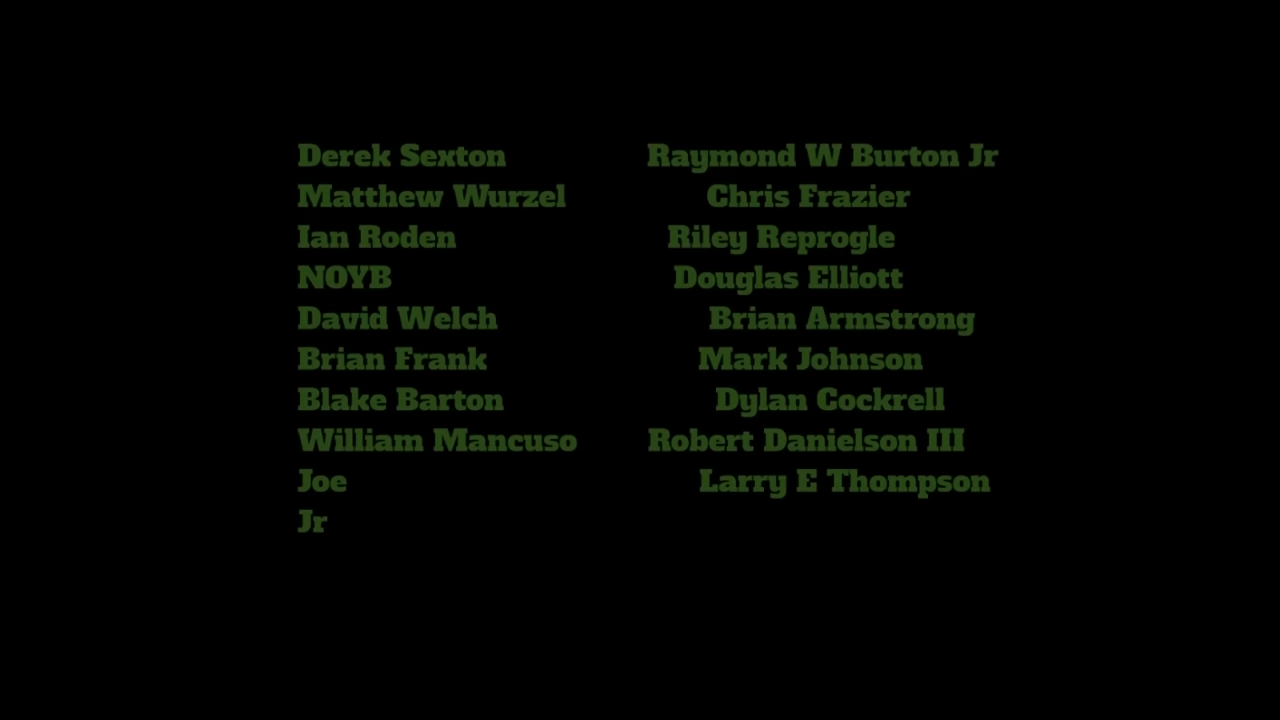 Derek Sexton Raymond W Burton Jr
Matthew Wurzel Chris Frazier
Ian Roden Riley Reprogle
NOYB Douglas Elliott
David Welch Brian Armstrong
Brian Frank Mark Johnson
Blake Barton Dylan Cockrell
William Mancuso Robert Danielson III
Joe Larry E Thompson
Jr